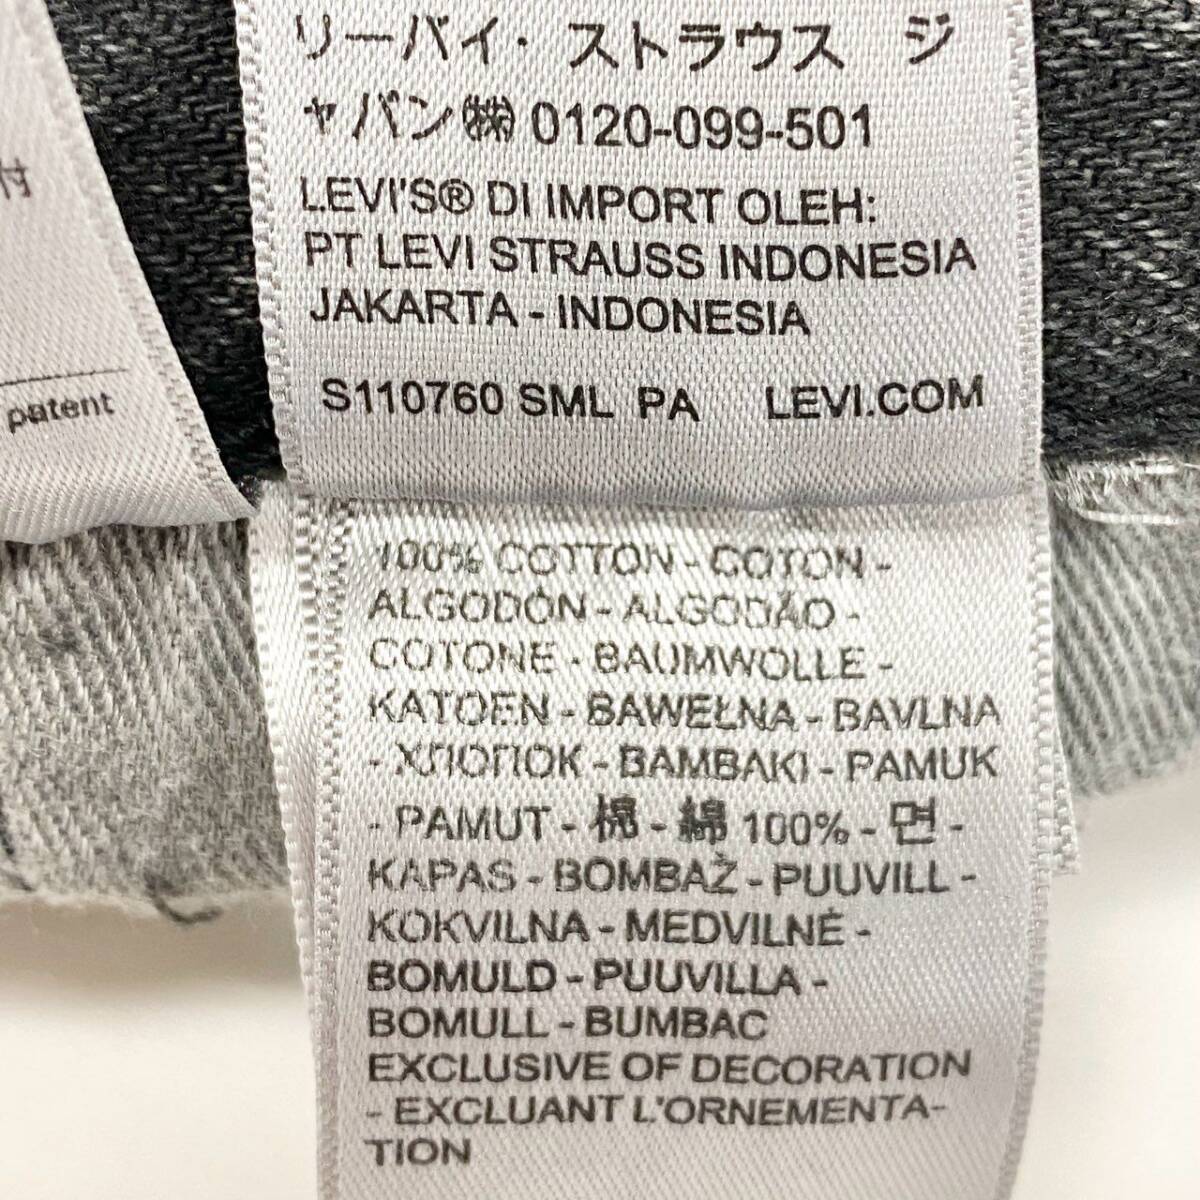 リーバイ・ストラウス ジ
ャパン㈱ 0120-099-501
LEVI'S® DI IMPORT OLEH:
PT LEVI STRAUSS INDONESIA
JAKARTA - INDONESIA
S110760 SML PA LEVI.COM
付
patent
100% COTTON - COTON -
ALGODÓN - ALGODÃO -
COTONE - BAUMWOLLE -
KATOEN - BAWEŁNA - BAVLNA
- ХЛОПОК - BAMBAKI - PAMUK
- PAMUT - 棉 - 綿 100% - 면 -
KAPAS - BOMBAŽ - PUUVILL -
KOKVILNA - MEDVILNĖ -
BOMULD - PUUVILLA -
BOMULL - BUMBAC
EXCLUSIVE OF DECORATION
- EXCLUANT L'ORNEMENTA-
TION